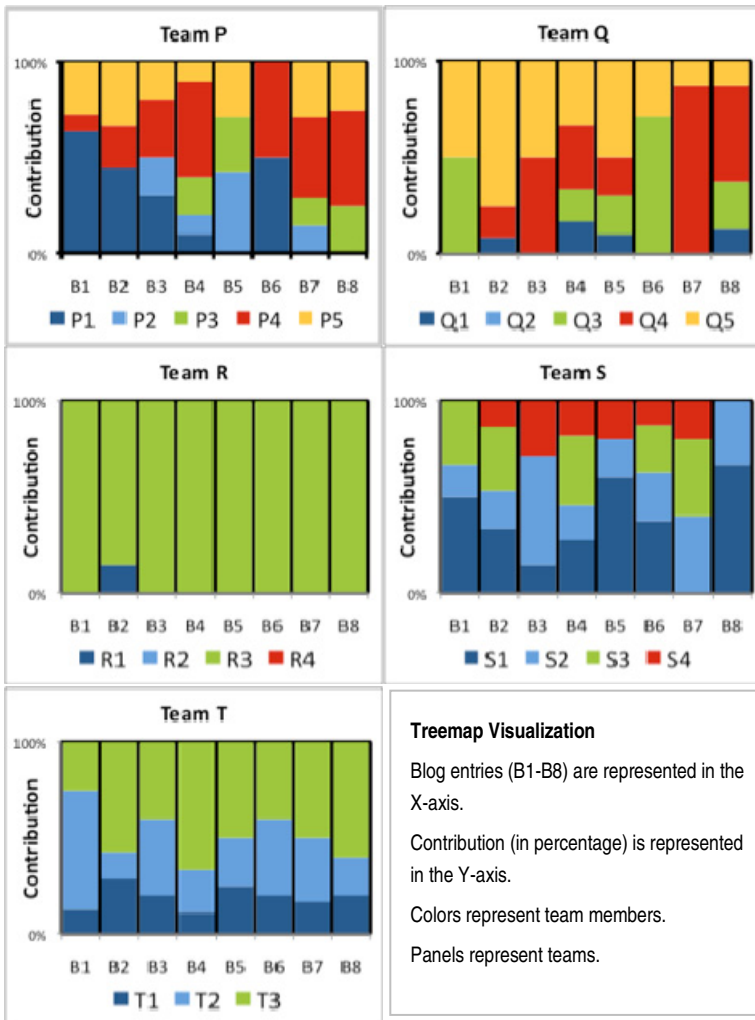 Team P
100%
Contribution
0%
B1 B2 B3 B4 B5 B6 B7 B8
P1 P2 P3 P4 P5
Team Q
100%
Contribution
0%
B1 B2 B3 B4 B5 B6 B7 B8
Q1 Q2 Q3 Q4 Q5
Team R
100%
Contribution
0%
B1 B2 B3 B4 B5 B6 B7 B8
R1 R2 R3 R4
Team S
100%
Contribution
0%
B1 B2 B3 B4 B5 B6 B7 B8
S1 S2 S3 S4
Team T
100%
Contribution
0%
B1 B2 B3 B4 B5 B6 B7 B8
T1 T2 T3
Treemap Visualization
Blog entries (B1-B8) are represented in the
X-axis.
Contribution (in percentage) is represented
in the Y-axis.
Colors represent team members.
Panels represent teams.